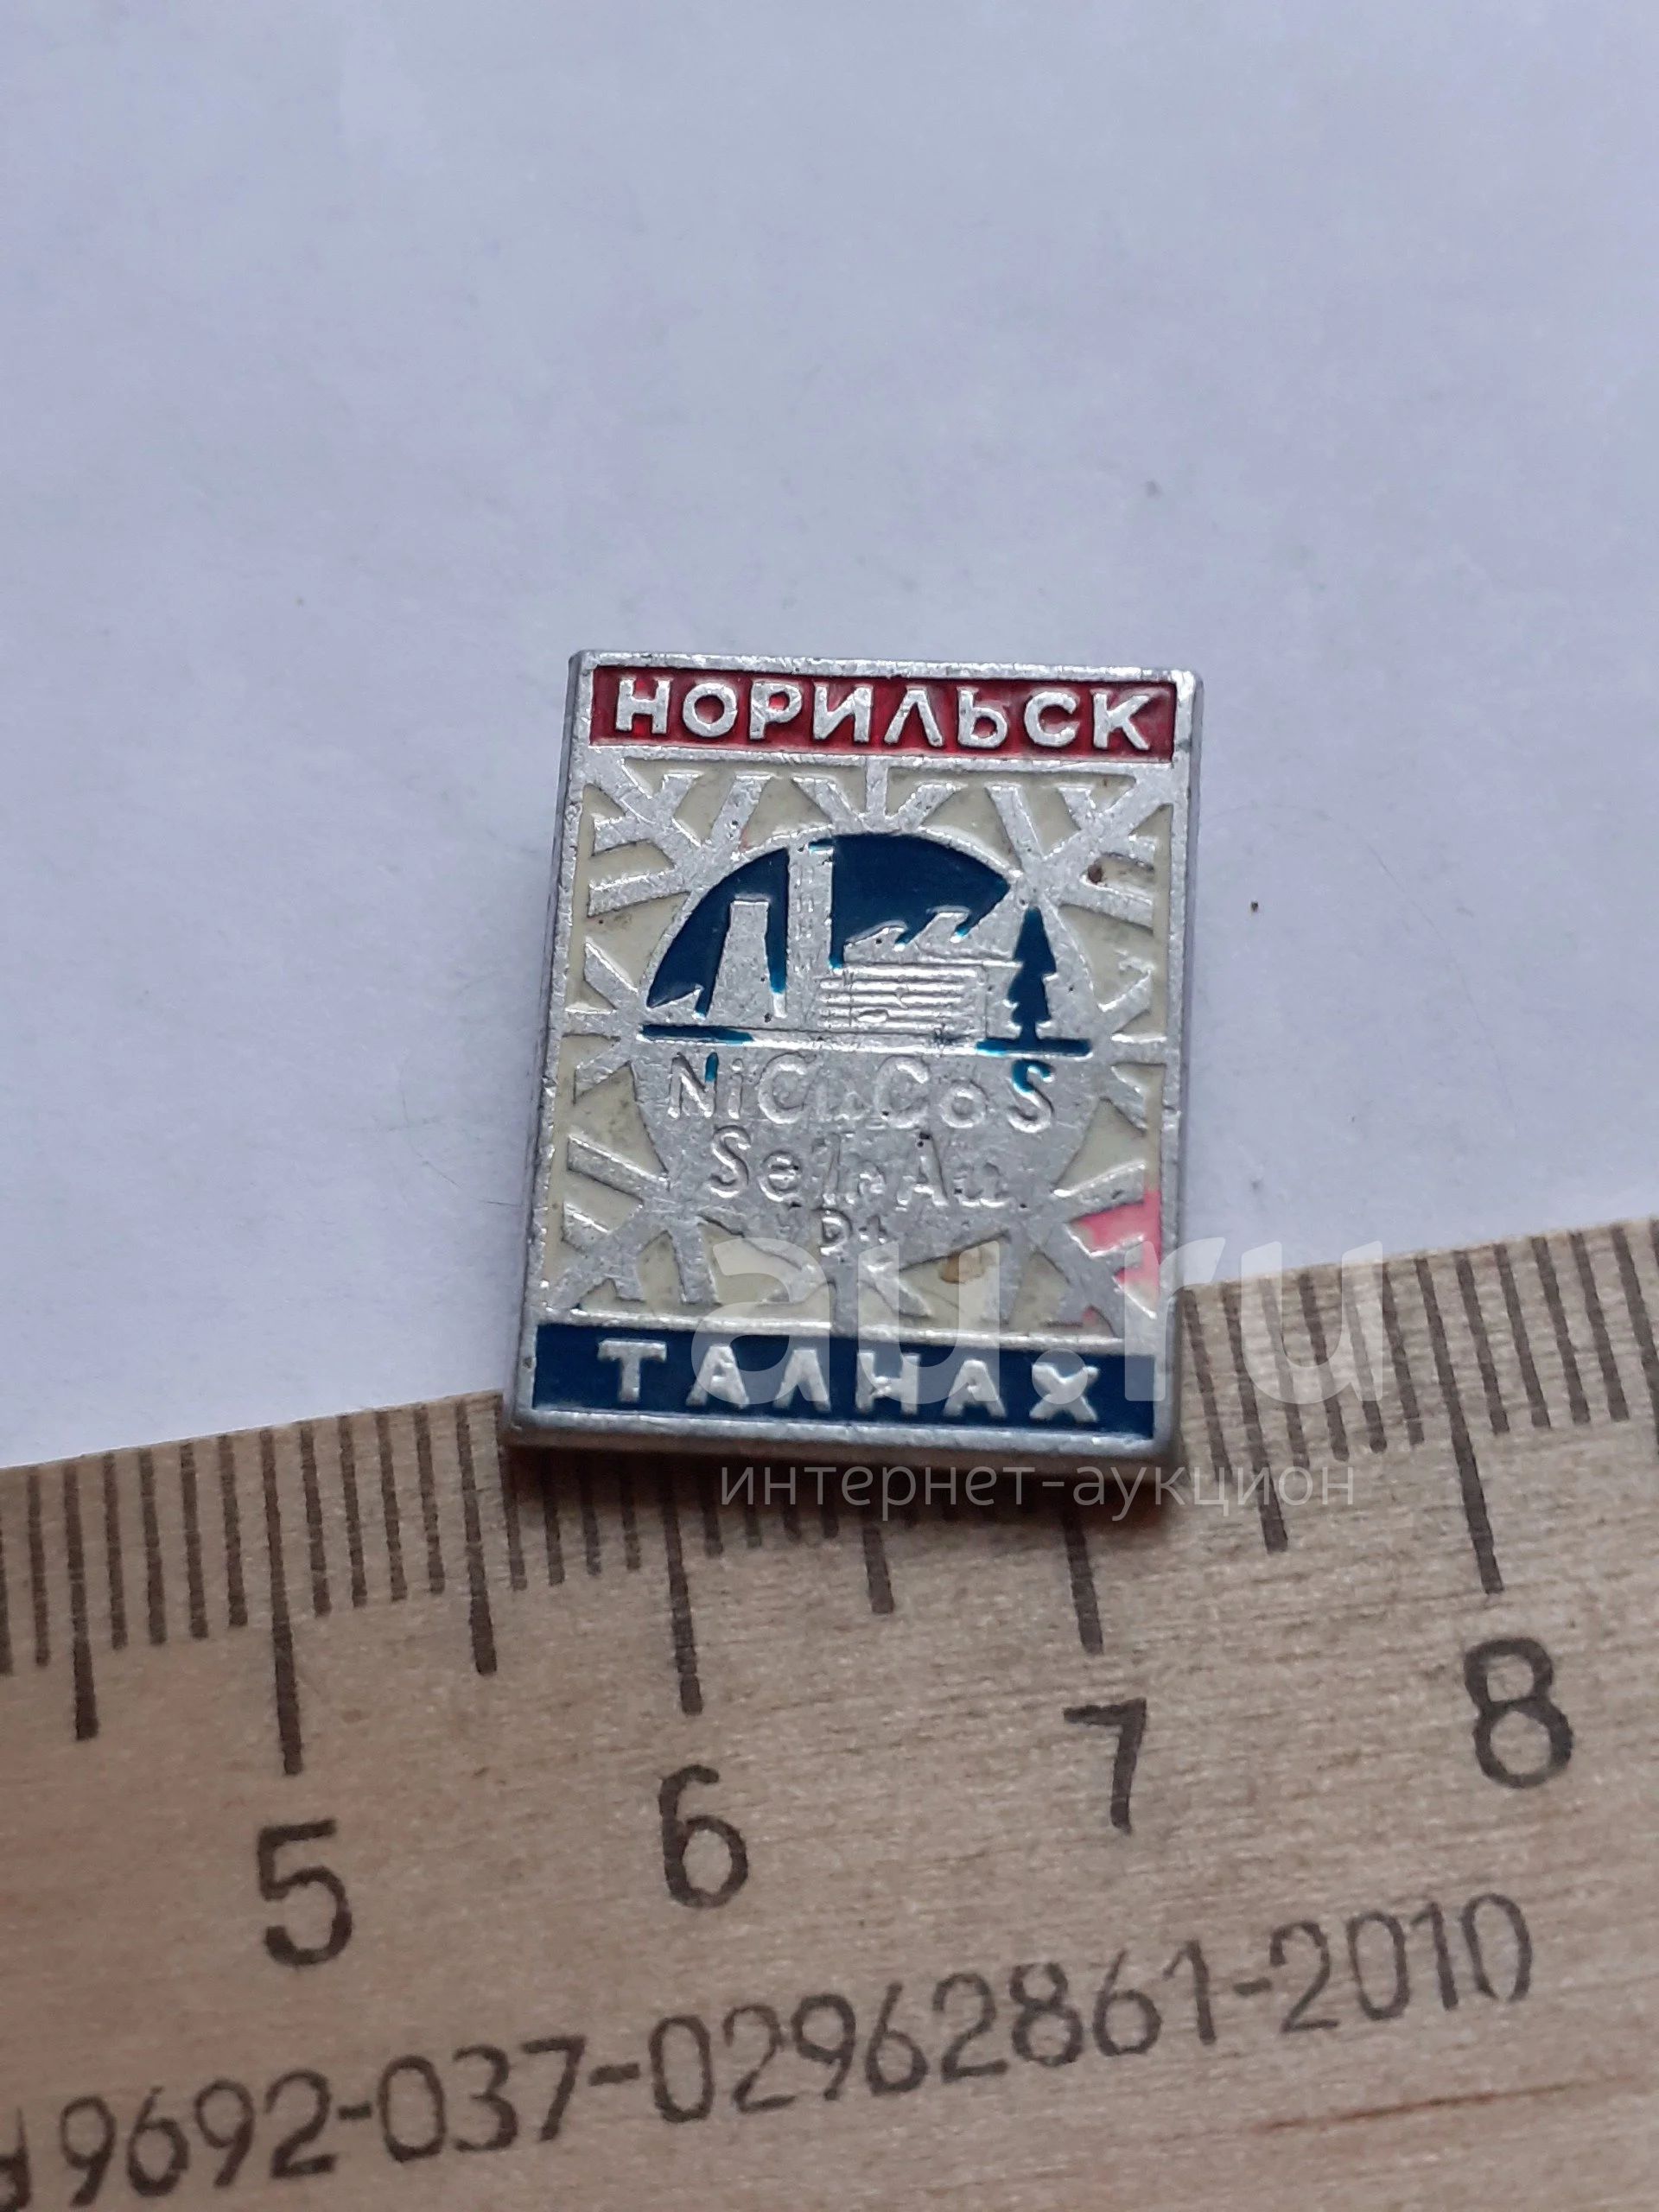 НОРИЛЬСК
Ni Cu Co S
Se Au
Pt
ТАЛНАХ
au.ru
интернет-аукцион
5 6 7 8
9692-037-02962861-2010